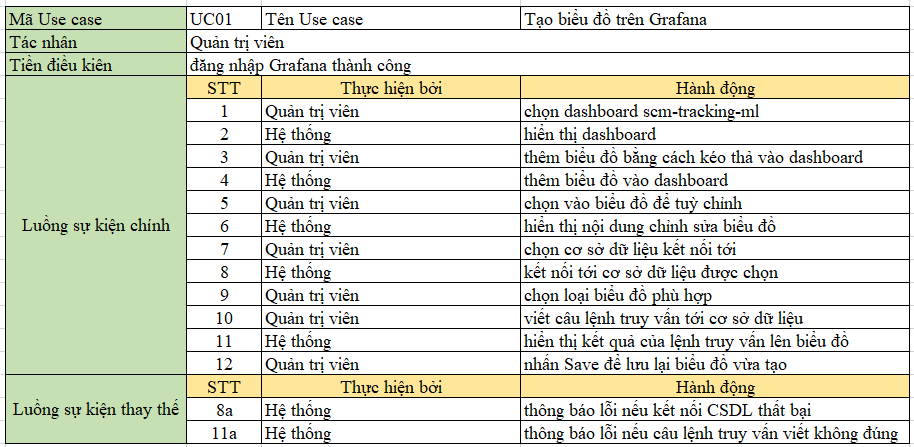 Mã Use case UC01 Tên Use case Tạo biểu đồ trên Grafana
Tác nhân Quản trị viên
Tiền điều kiên đăng nhập Grafana thành công
Luồng sự kiện chính
STT Thực hiện bởi Hành động
1 Quản trị viên chọn dashboard scm-tracking-ml
2 Hệ thống hiển thị dashboard
3 Quản trị viên thêm biểu đồ bằng cách kéo thả vào dashboard
4 Hệ thống thêm biểu đồ vào dashboard
5 Quản trị viên chọn vào biểu đồ để tuỳ chỉnh
6 Hệ thống hiển thị nội dung chỉnh sửa biểu đồ
7 Quản trị viên chọn cơ sở dữ liệu kết nối tới
8 Hệ thống kết nối tới cơ sở dữ liệu được chọn
9 Quản trị viên chọn loại biểu đồ phù hợp
10 Quản trị viên viết câu lệnh truy vấn tới cơ sở dữ liệu
11 Hệ thống hiển thị kết quả của lệnh truy vấn lên biểu đồ
12 Quản trị viên nhấn Save để lưu lại biểu đồ vừa tạo
Luồng sự kiện thay thế
STT Thực hiện bởi Hành động
8a Hệ thống thông báo lỗi nếu kết nối CSDL thất bại
11a Hệ thống thông báo lỗi nếu câu lệnh truy vấn viết không đúng